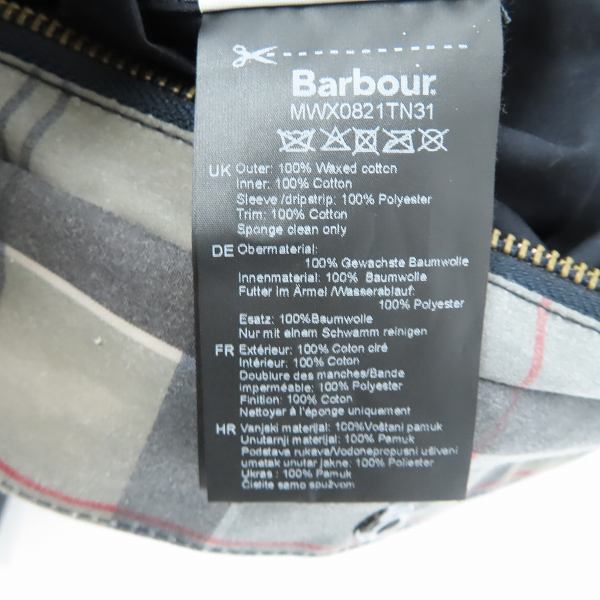 Barbour.
MWX0821TN31
UK Outer: 100% Waxed cotton
Inner: 100% Cotton
Sleeve /dripstrip: 100% Polyester
Trim: 100% Cotton
Sponge clean only
DE Obermaterial:
100% Gewachste Baumwolle
Innenmaterial: 100% Baumwolle
Futter im Ärmel /Wasserablauf:
100% Polyester
Esatz: 100%Baumwolle
Nur mit einem Schwamm reinigen
FR Extérieur: 100% Coton ciré
Intérieur: 100% Coton
Doublure des manches/Bande
imperméable: 100% Polyester
Finition: 100% Coton
Nettoyer à l'éponge uniquement
HR Vanjski materijal: 100%Voštani pamuk
Unutarnji materijal: 100% Pamuk
Podstava rukava/Vodonepropusni ušiveni
umetak unutar jakne: 100% Poliester
Ukras : 100% Pamuk
Čistite samo spužvom